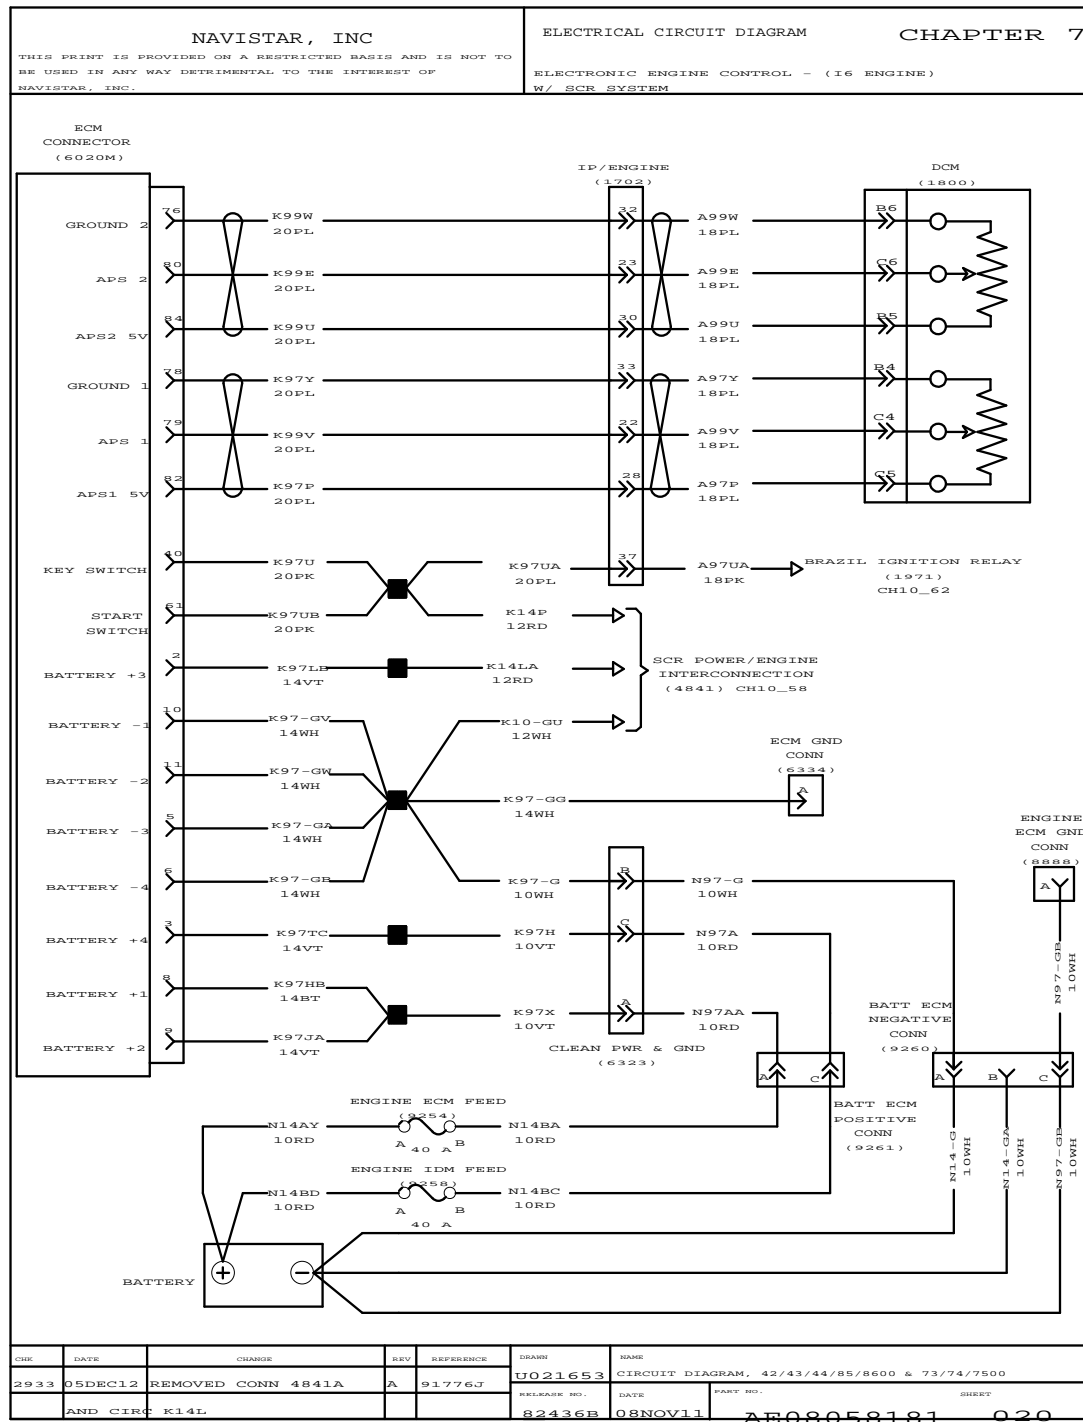 NAVISTAR, INC
THIS PRINT IS PROVIDED ON A RESTRICTED BASIS AND IS NOT TO
BE USED IN ANY WAY DETRIMENTAL TO THE INTEREST OF
NAVISTAR, INC.
ELECTRICAL CIRCUIT DIAGRAM
CHAPTER 7
ELECTRONIC ENGINE CONTROL - (I6 ENGINE)
W/ SCR SYSTEM
ECM
CONNECTOR
(6020M)
IP/ENGINE
(1702)
DCM
(1800)
GROUND 2 76 K99W 32 A99W B6
20PL 18PL
APS 2 80 K99E 23 A99E C6
20PL 18PL
APS2 5V 84 K99U 30 A99U B5
20PL 18PL
GROUND 1 78 K97Y 33 A97Y B4
20PL 18PL
APS 1 79 K99V 22 A99V C4
20PL 18PL
APS1 5V 82 K97P 28 A97P C5
20PL 18PL
KEY SWITCH 40 K97U K97UA 37 A97UA BRAZIL IGNITION RELAY
20PK 20PL 18PK (1971)
CH10_62
START 61 K97UB K14P
SWITCH 20PK 12RD
BATTERY +3 2 K97LB K14LA
14VT 12RD
SCR POWER/ENGINE
INTERCONNECTION
(4841) CH10_58
BATTERY -1 10 K97-GV K10-GU
14WH 12WH
ECM GND
CONN
(6334)
BATTERY -2 11 K97-GW K97-GG A
14WH 14WH
BATTERY -3 5 K97-GA
14WH
ENGINE
ECM GND
CONN
(8888)
A
BATTERY -4 6 K97-GB K97-G B N97-G
14WH 10WH 10WH
BATTERY +4 3 K97TC K97H C N97A
14VT 10VT 10RD
N97-GB
10WH
BATTERY +1 8 K97HB
14BT
K97X A N97AA
10VT 10RD
BATTERY +2 9 K97JA
14VT
CLEAN PWR & GND
(6323)
BATT ECM
NEGATIVE
CONN
(9260)
A C
A B C
BATT ECM
POSITIVE
CONN
(9261)
ENGINE ECM FEED
(9254)
N14AY A 40 A B N14BA
10RD 10RD
ENGINE IDM FEED
(9258)
N14BD A B N14BC
10RD 40 A 10RD
N14-G
10WH
N14-GA
10WH
N97-GB
10WH
BATTERY + −
CHK DATE CHANGE REV REFERENCE DRAWN NAME
2933 05DEC12 REMOVED CONN 4841A A 91776J U021653 CIRCUIT DIAGRAM, 42/43/44/85/8600 & 73/74/7500
AND CIRC K14L
RELEASE NO. DATE PART NO. SHEET
82436B 08NOV11 AE08058181 020